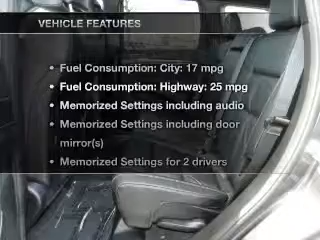 VEHICLE FEATURES
• Fuel Consumption: City: 17 mpg
• Fuel Consumption: Highway: 25 mpg
• Memorized Settings including audio
• Memorized Settings including door
mirror(s)
• Memorized Settings for 2 drivers